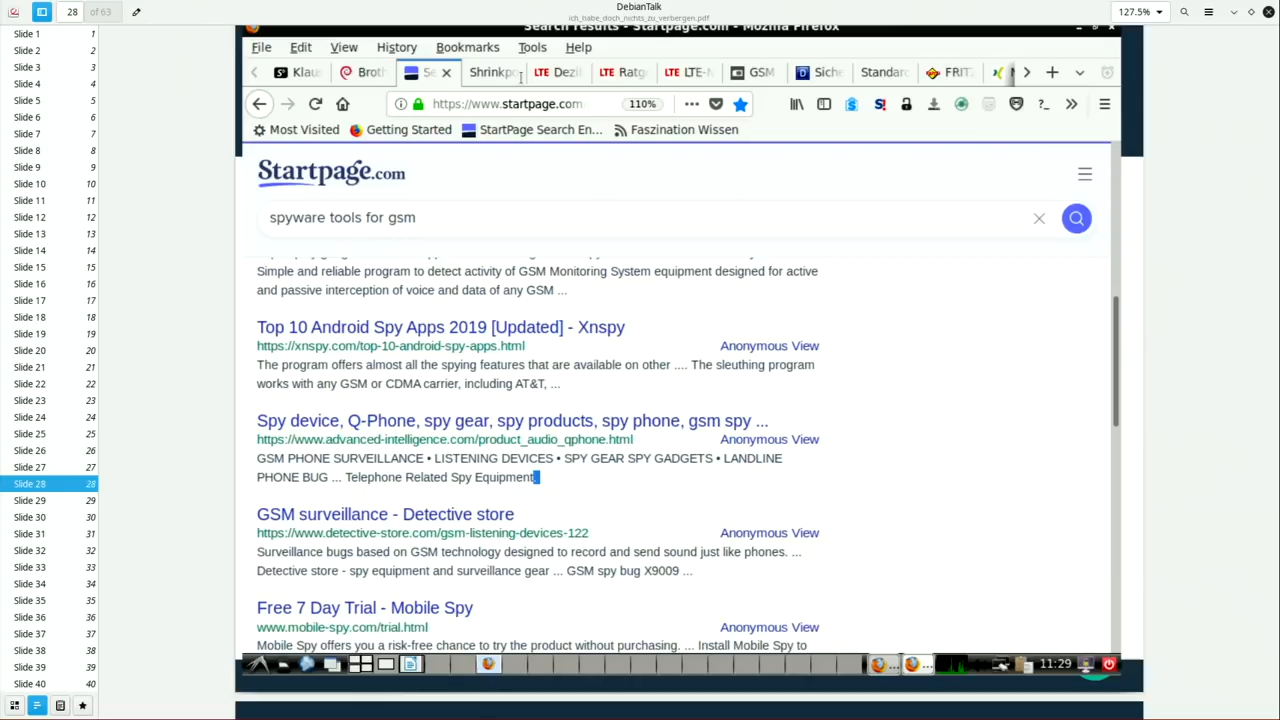 DebianTalk
ich_habe_doch_nichts_zu_verbergen.pdf
28 of 63
127.5%
Slide 1 1
Slide 2 2
Slide 3 3
Slide 4 4
Slide 5 5
Slide 6 6
Slide 7 7
Slide 8 8
Slide 9 9
Slide 10 10
Slide 11 11
Slide 12 12
Slide 13 13
Slide 14 14
Slide 15 15
Slide 16 16
Slide 17 17
Slide 18 18
Slide 19 19
Slide 20 20
Slide 21 21
Slide 22 22
Slide 23 23
Slide 24 24
Slide 25 25
Slide 26 26
Slide 27 27
Slide 28 28
Slide 29 29
Slide 30 30
Slide 31 31
Slide 32 32
Slide 33 33
Slide 34 34
Slide 35 35
Slide 36 36
Slide 37 37
Slide 38 38
Slide 39 39
Slide 40 40
Search results - Startpage.com - Mozilla Firefox
File Edit View History Bookmarks Tools Help
Klaus Broth Se Shrinkpo LTE Dezi LTE Ratg LTE LTE-N GSM Siche Standard FRITZ
https://www.startpage.com 110%
Most Visited Getting Started StartPage Search En... Faszination Wissen
Startpage.com
spyware tools for gsm
Simple and reliable program to detect activity of GSM Monitoring System equipment designed for active
and passive interception of voice and data of any GSM ...
Top 10 Android Spy Apps 2019 [Updated] - Xnspy
https://xnspy.com/top-10-android-spy-apps.html Anonymous View
The program offers almost all the spying features that are available on other .... The sleuthing program
works with any GSM or CDMA carrier, including AT&T, ...
Spy device, Q-Phone, spy gear, spy products, spy phone, gsm spy ...
https://www.advanced-intelligence.com/product_audio_qphone.html Anonymous View
GSM PHONE SURVEILLANCE • LISTENING DEVICES • SPY GEAR SPY GADGETS • LANDLINE
PHONE BUG ... Telephone Related Spy Equipment.
GSM surveillance - Detective store
https://www.detective-store.com/gsm-listening-devices-122 Anonymous View
Surveillance bugs based on GSM technology designed to record and send sound just like phones. ...
Detective store - spy equipment and surveillance gear ... GSM spy bug X9009 ...
Free 7 Day Trial - Mobile Spy
www.mobile-spy.com/trial.html Anonymous View
Mobile Spy offers you a risk-free chance to try the product without purchasing. ... Install Mobile Spy to
11:29